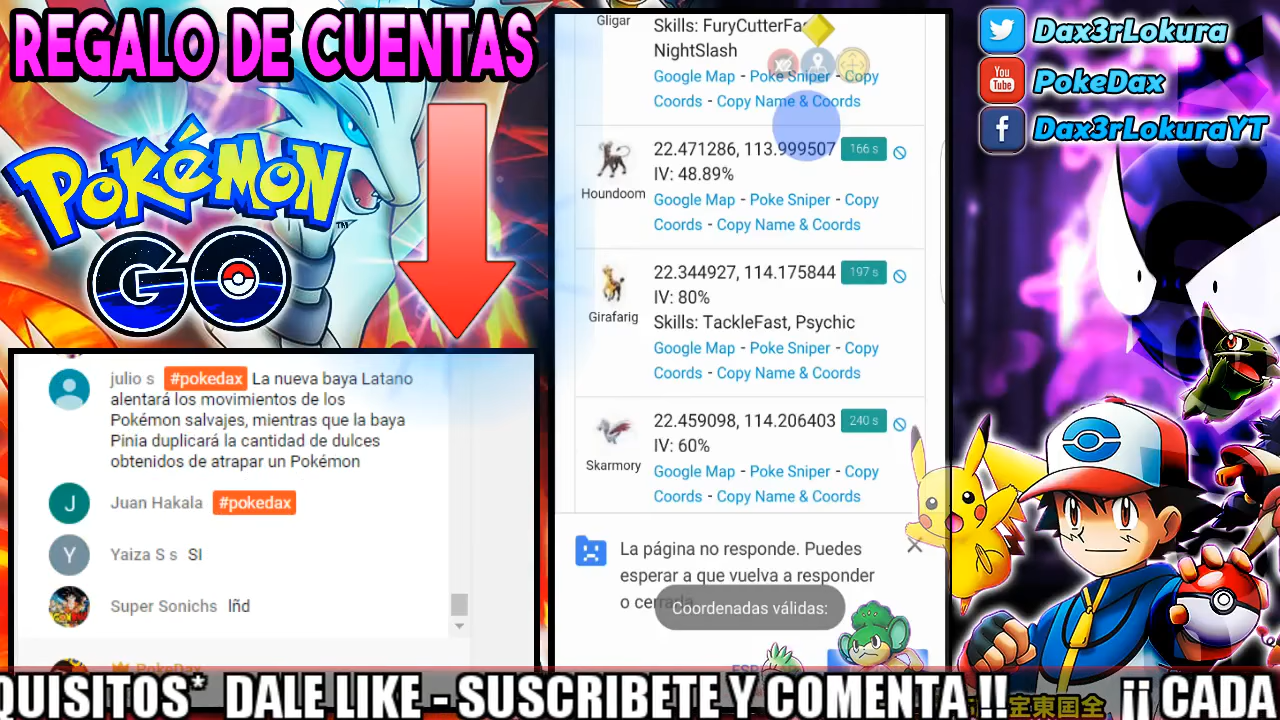 REGALO DE CUENTAS
POKÉMON
TM
GO
julio s #pokedax La nueva baya Latano
alentará los movimientos de los
Pokémon salvajes, mientras que la baya
Pinia duplicará la cantidad de dulces
obtenidos de atrapar un Pokémon
J
Juan Hakala #pokedax
Y
Yaiza S s SI
Super Sonichs lñd
PokeDax
Gligar
Skills: FuryCutterFas
NightSlash
Google Map - Poke Sniper - Copy
Coords - Copy Name & Coords
Houndoom
22.471286, 113.999507 166 s
IV: 48.89%
Google Map - Poke Sniper - Copy
Coords - Copy Name & Coords
Girafarig
22.344927, 114.175844 197 s
IV: 80%
Skills: TackleFast, Psychic
Google Map - Poke Sniper - Copy
Coords - Copy Name & Coords
Skarmory
22.459098, 114.206403 240 s
IV: 60%
Google Map - Poke Sniper - Copy
Coords - Copy Name & Coords
La página no responde. Puedes
esperar a que vuelva a responder
o cerrarla.
Coordenadas válidas:
Dax3rLokura
You
Tube
PokeDax
f
Dax3rLokuraYT
QUISITOS* DALE LIKE - SUSCRIBETE Y COMENTA !! ¡¡ CADA